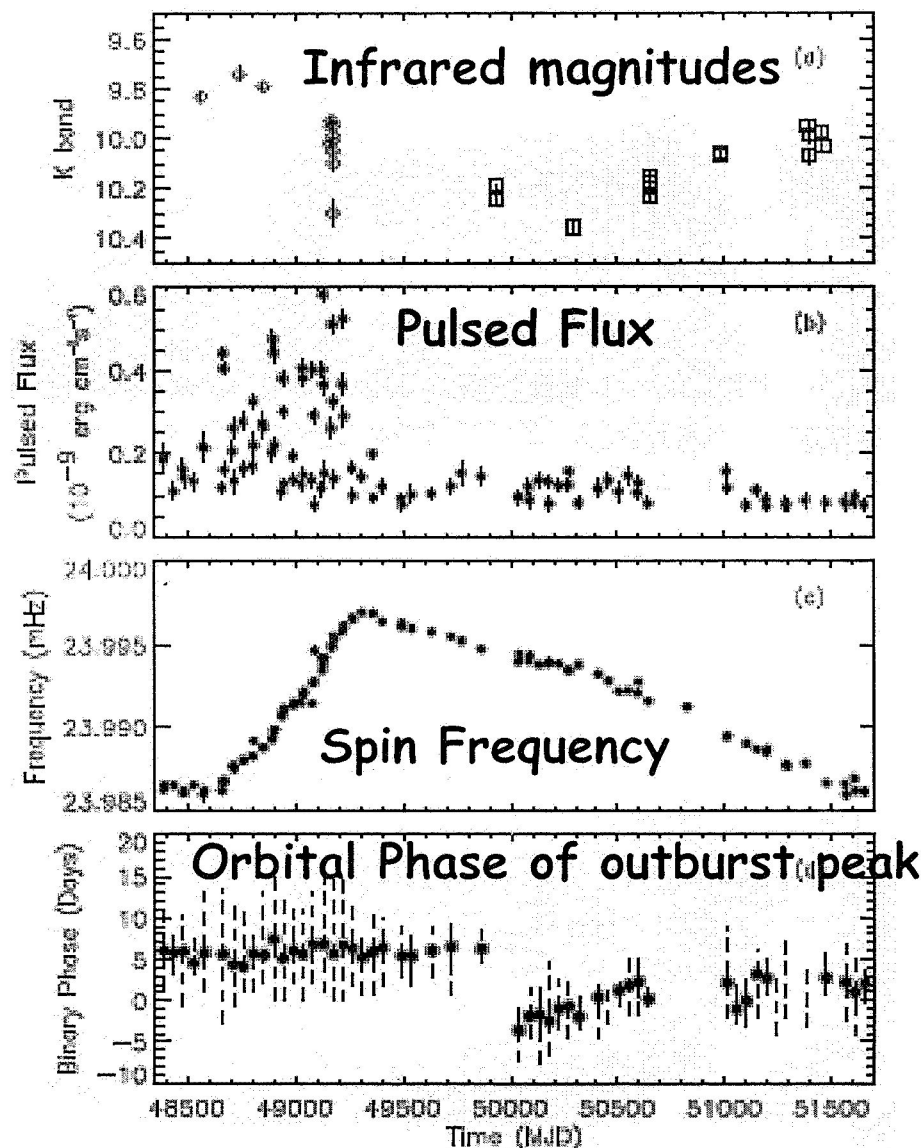 9.6
9.8
10.0
10.2
10.4
K band
Infrared magnitudes
0.6
0.4
0.2
0.0
Pulsed Flux
(10⁻⁹ erg cm⁻²s⁻¹)
Pulsed Flux
(b)
24.000
23.995
23.990
23.985
Frequency (mHz)
Spin Frequency
20
15
10
5
0
-5
-10
Binary Phase (Days)
Orbital Phase of outburst peak
48500 49000 49500 50000 50500 51000 51500
Time (MJD)